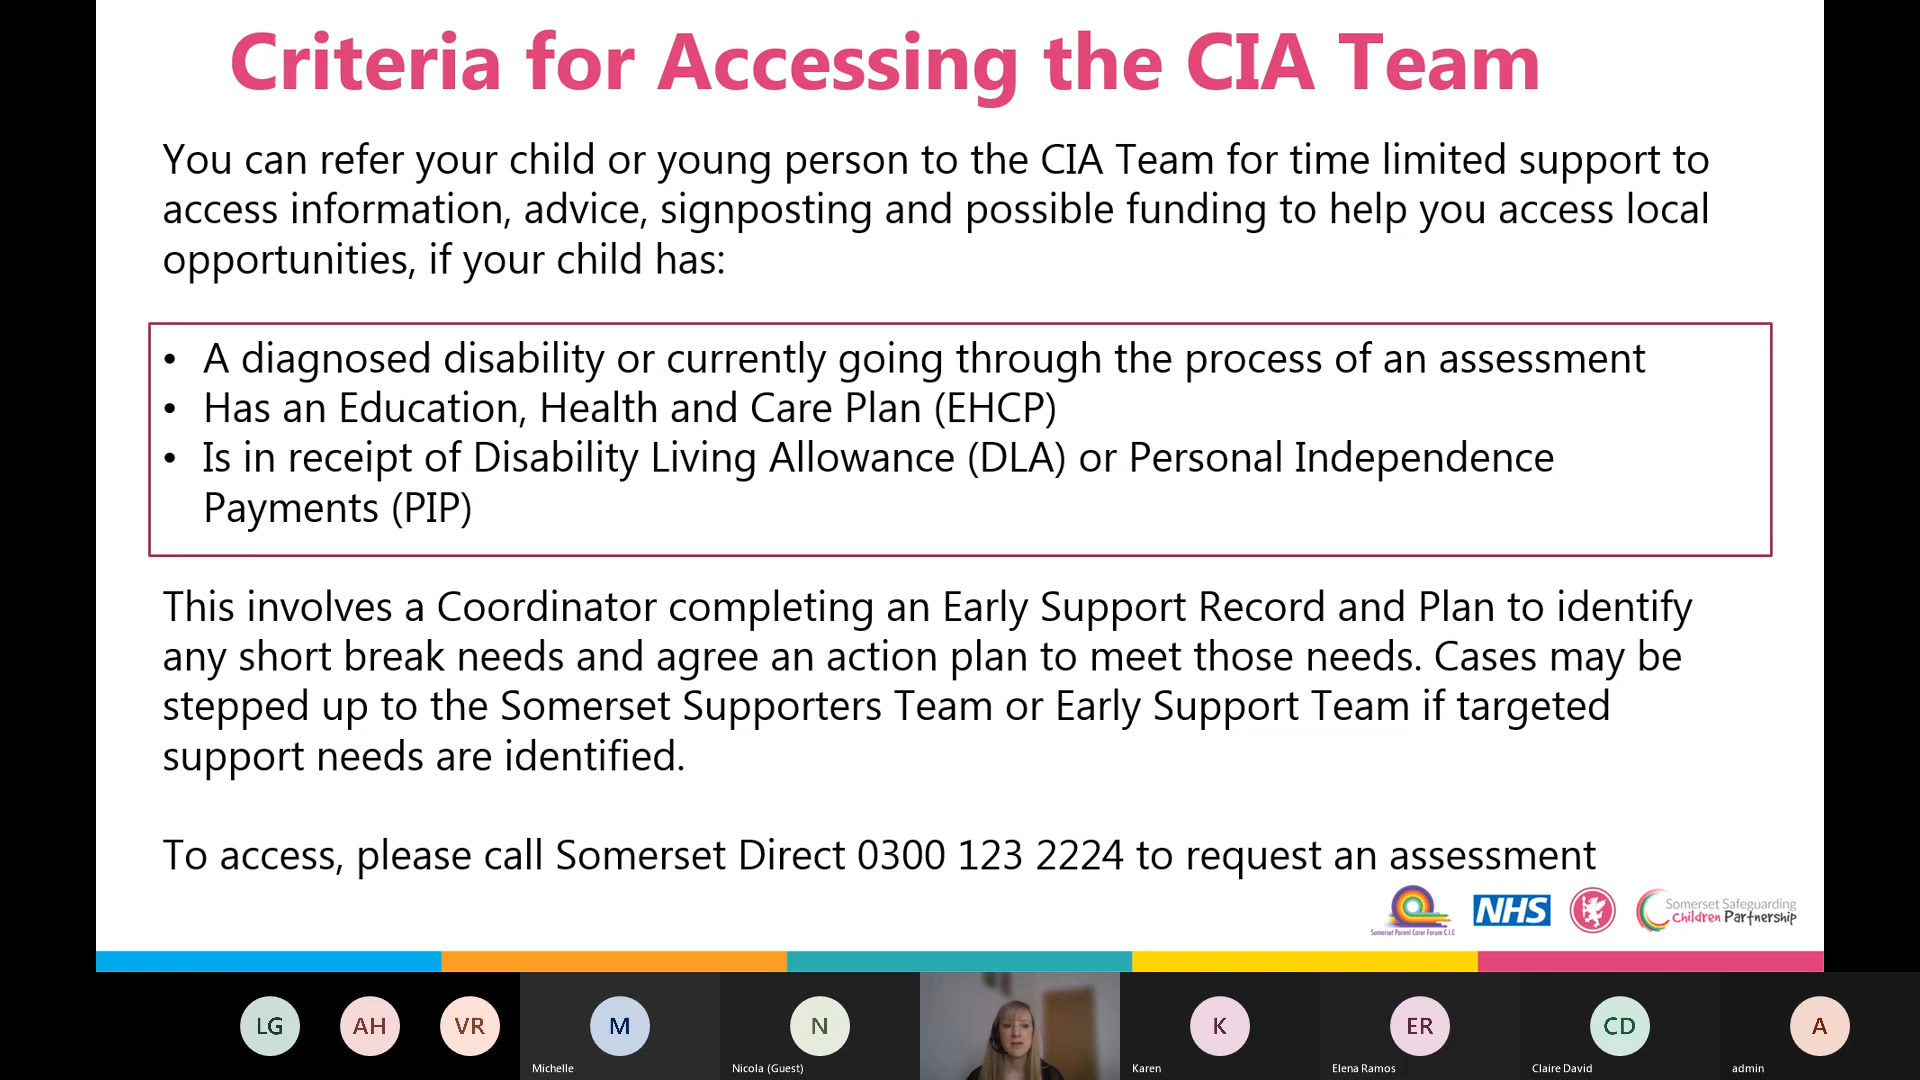 Criteria for Accessing the CIA Team
You can refer your child or young person to the CIA Team for time limited support to
access information, advice, signposting and possible funding to help you access local
opportunities, if your child has:
• A diagnosed disability or currently going through the process of an assessment
• Has an Education, Health and Care Plan (EHCP)
• Is in receipt of Disability Living Allowance (DLA) or Personal Independence
Payments (PIP)
This involves a Coordinator completing an Early Support Record and Plan to identify
any short break needs and agree an action plan to meet those needs. Cases may be
stepped up to the Somerset Supporters Team or Early Support Team if targeted
support needs are identified.
To access, please call Somerset Direct 0300 123 2224 to request an assessment
Somerset Parent Carer Forum C.I.C
NHS
Somerset Safeguarding
Children Partnership
LG
AH
VR
M
N
K
ER
CD
A
Michelle
Nicola (Guest)
Karen
Elena Ramos
Claire David
admin